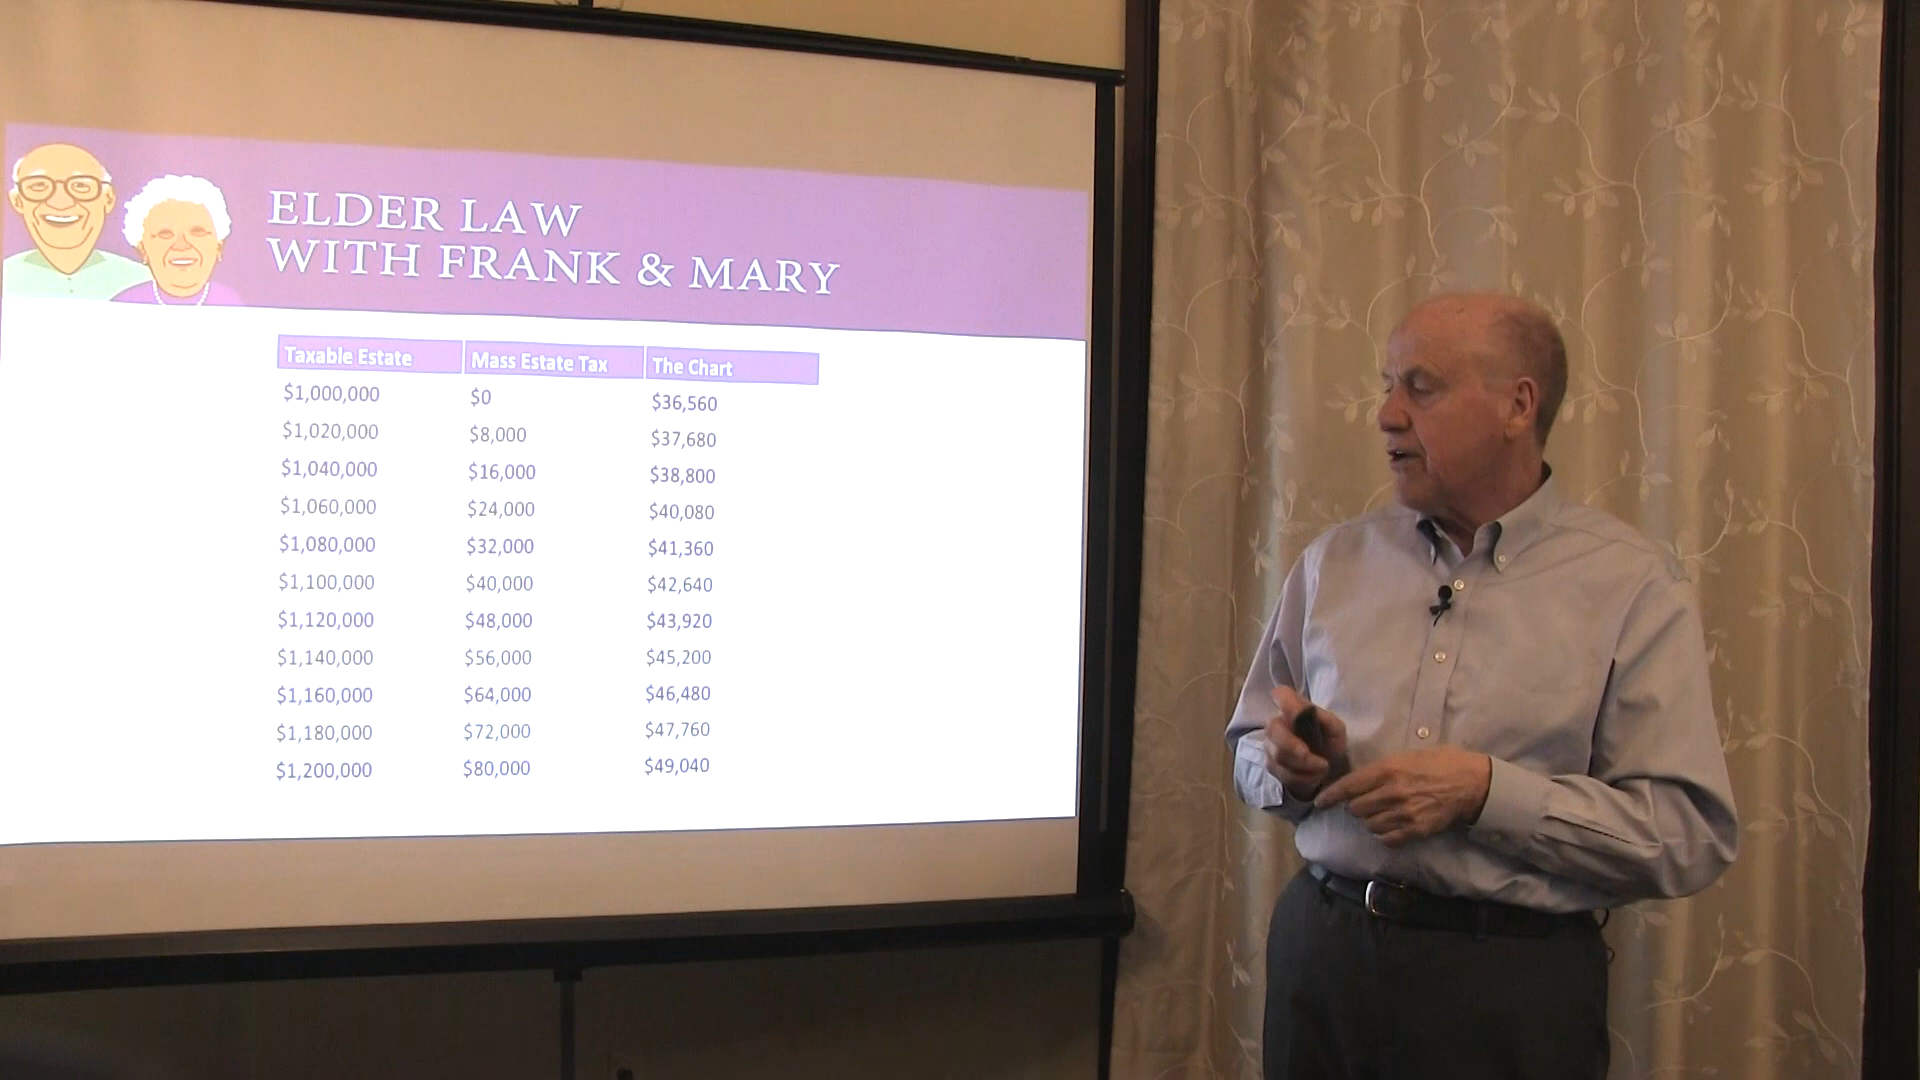 ELDER LAW
WITH FRANK & MARY
Taxable Estate Mass Estate Tax The Chart
$1,000,000 $0 $36,560
$1,020,000 $8,000 $37,680
$1,040,000 $16,000 $38,800
$1,060,000 $24,000 $40,080
$1,080,000 $32,000 $41,360
$1,100,000 $40,000 $42,640
$1,120,000 $48,000 $43,920
$1,140,000 $56,000 $45,200
$1,160,000 $64,000 $46,480
$1,180,000 $72,000 $47,760
$1,200,000 $80,000 $49,040